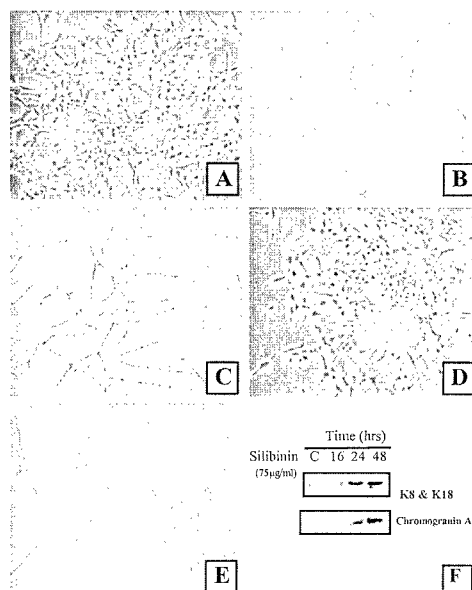 A
B
C
D
E
Time (hrs)
Silibinin C 16 24 48
(75µg/ml)
K8 & K18
Chromogranin A
F